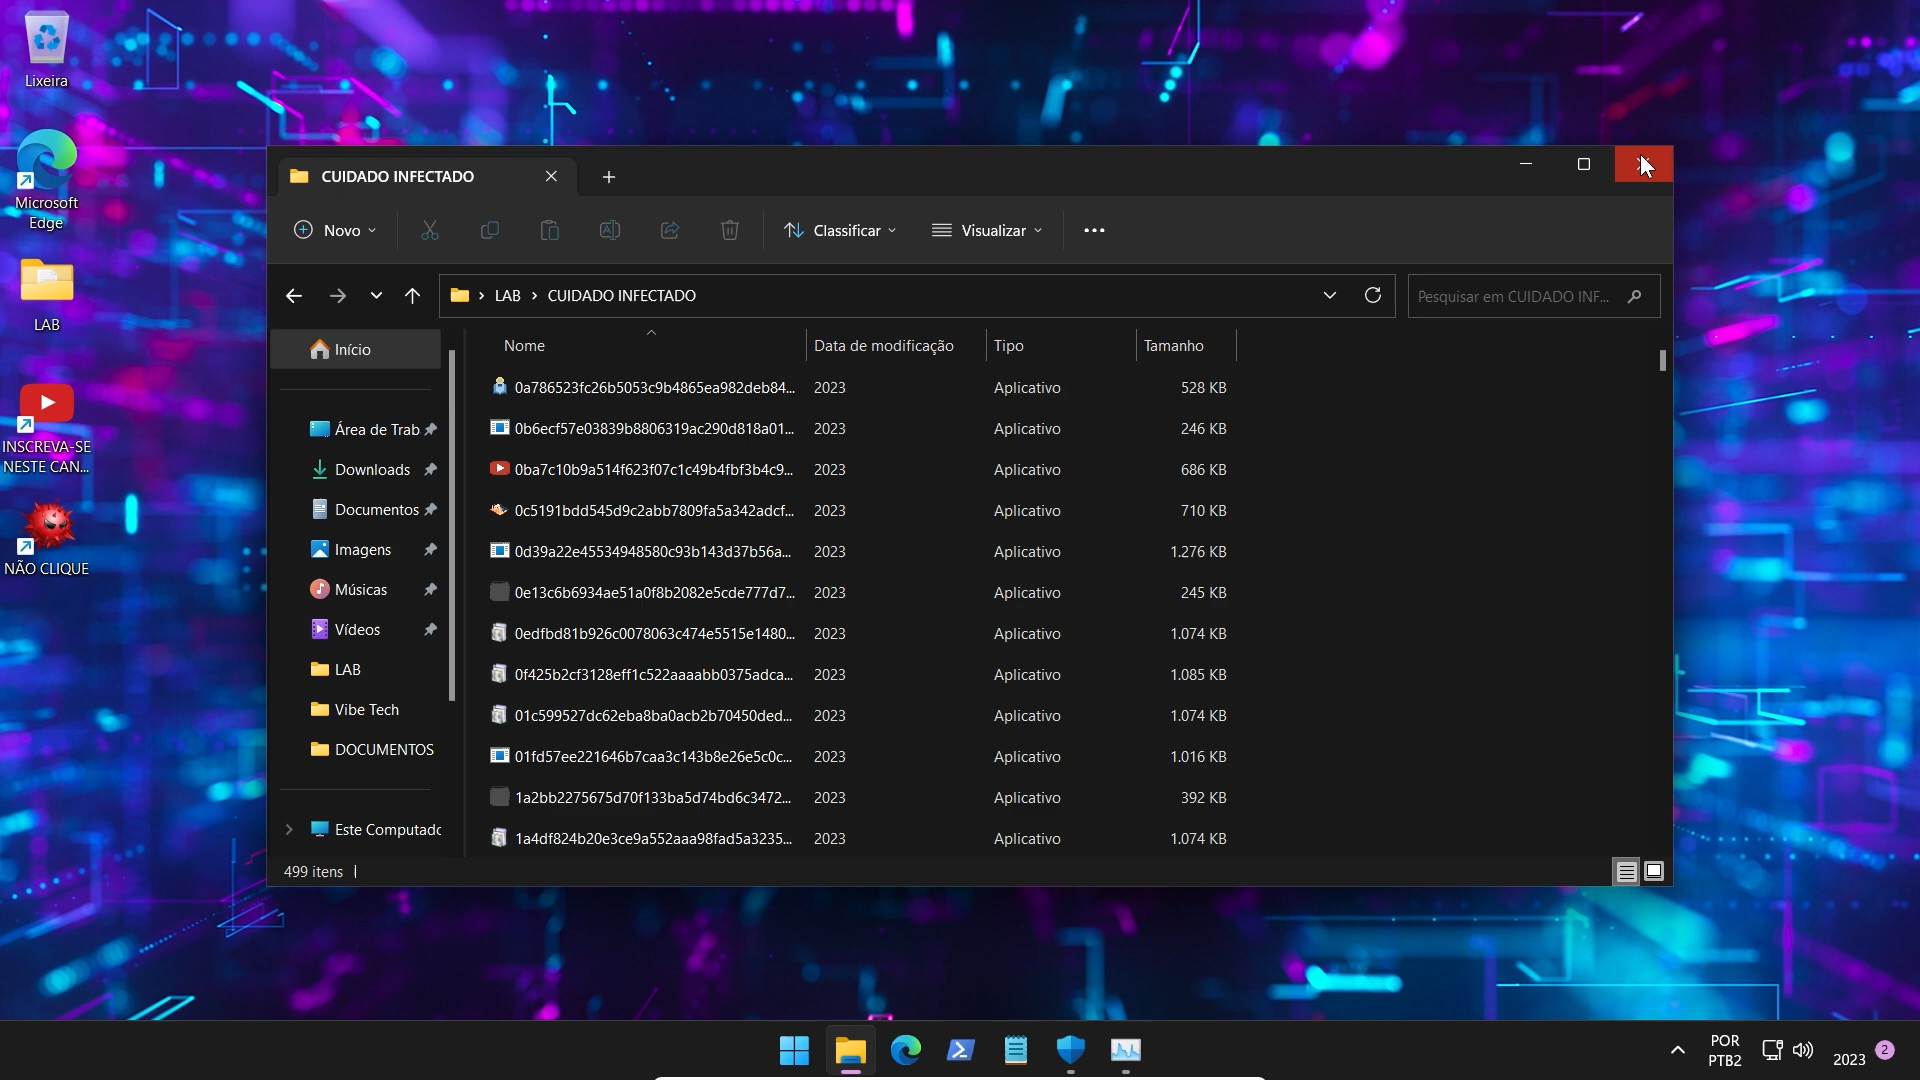 Lixeira
Microsoft
Edge
LAB
INSCREVA-SE
NESTE CAN...
NÃO CLIQUE
CUIDADO INFECTADO
Novo
Classificar
Visualizar
LAB
CUIDADO INFECTADO
Pesquisar em CUIDADO INF...
Início
Área de Trab
Downloads
Documentos
Imagens
Músicas
Vídeos
LAB
Vibe Tech
DOCUMENTOS
Este Computado
Nome Data de modificação Tipo Tamanho
0a786523fc26b5053c9b4865ea982deb84... 2023 Aplicativo 528 KB
0b6ecf57e03839b8806319ac290d818a01... 2023 Aplicativo 246 KB
0ba7c10b9a514f623f07c1c49b4fbf3b4c9... 2023 Aplicativo 686 KB
0c5191bdd545d9c2abb7809fa5a342adcf... 2023 Aplicativo 710 KB
0d39a22e45534948580c93b143d37b56a... 2023 Aplicativo 1.276 KB
0e13c6b6934ae51a0f8b2082e5cde777d7... 2023 Aplicativo 245 KB
0edfbd81b926c0078063c474e5515e1480... 2023 Aplicativo 1.074 KB
0f425b2cf3128eff1c522aaaabb0375adca... 2023 Aplicativo 1.085 KB
01c599527dc62eba8ba0acb2b70450ded... 2023 Aplicativo 1.074 KB
01fd57ee221646b7caa3c143b8e26e5c0c... 2023 Aplicativo 1.016 KB
1a2bb2275675d70f133ba5d74bd6c3472... 2023 Aplicativo 392 KB
1a4df824b20e3ce9a552aaa98fad5a3235... 2023 Aplicativo 1.074 KB
499 itens
POR
PTB2
2023
2